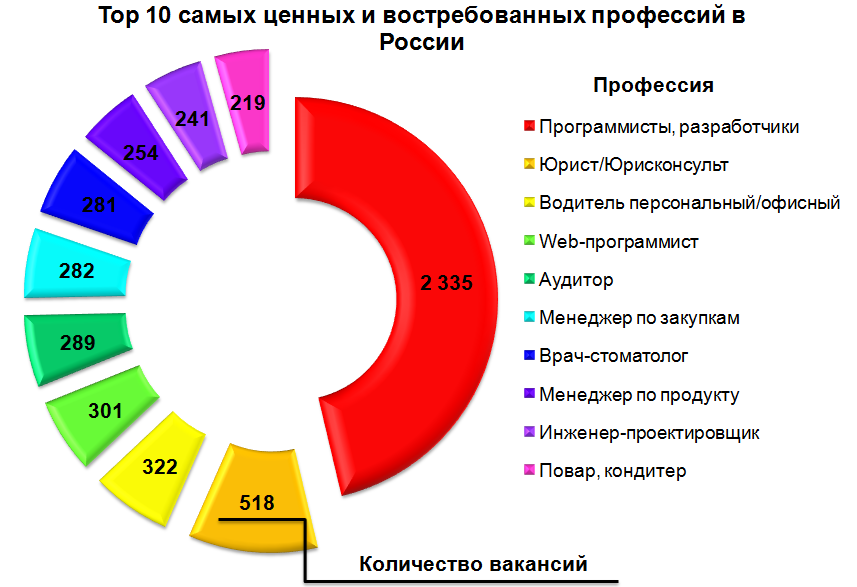 Top 10 самых ценных и востребованных профессий в
России
Профессия
Программисты, разработчики
Юрист/Юрисконсульт
Водитель персональный/офисный
Web-программист
Аудитор
Менеджер по закупкам
Врач-стоматолог
Менеджер по продукту
Инженер-проектировщик
Повар, кондитер
2 335
518
322
301
289
282
281
254
241
219
Количество вакансий